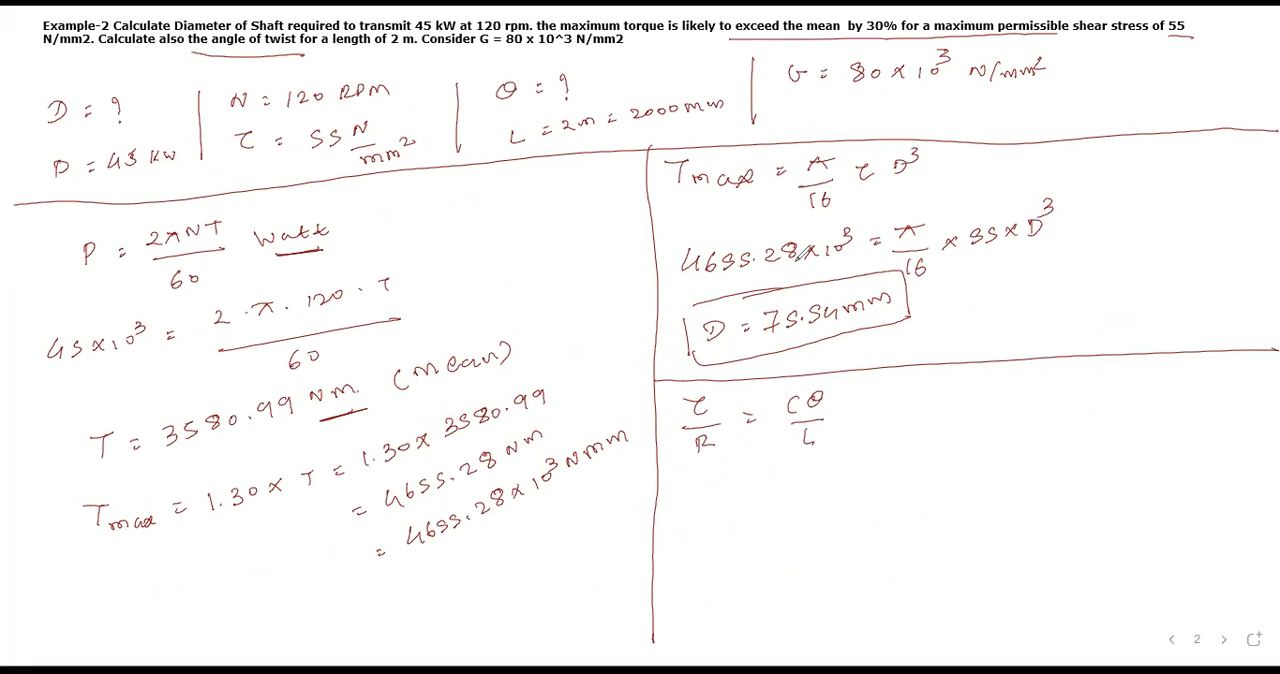 Example-2 Calculate Diameter of Shaft required to transmit 45 kW at 120 rpm. the maximum torque is likely to exceed the mean by 30% for a maximum permissible shear stress of 55
N/mm2. Calculate also the angle of twist for a length of 2 m. Consider G = 80 x 10^3 N/mm2
D = ?
P = 45 kW
N = 120 RPM
τ = 55 N/mm²
θ = ?
L = 2m = 2000mm
G = 80 × 10³ N/mm²
P = 2πNT/60 Watt
45×10³ = 2.π.120.T/60
T = 3580.99 Nm. (Mean)
Tmax = 1.30 × T = 1.30 × 3580.99
= 4655.28 Nm
= 4655.28 × 10³ Nmm
Tmax = π/16 τ D³
4655.28×10³ = π/16 × 55 × D³
D = 75.54mm
τ/R = Cθ/L
2